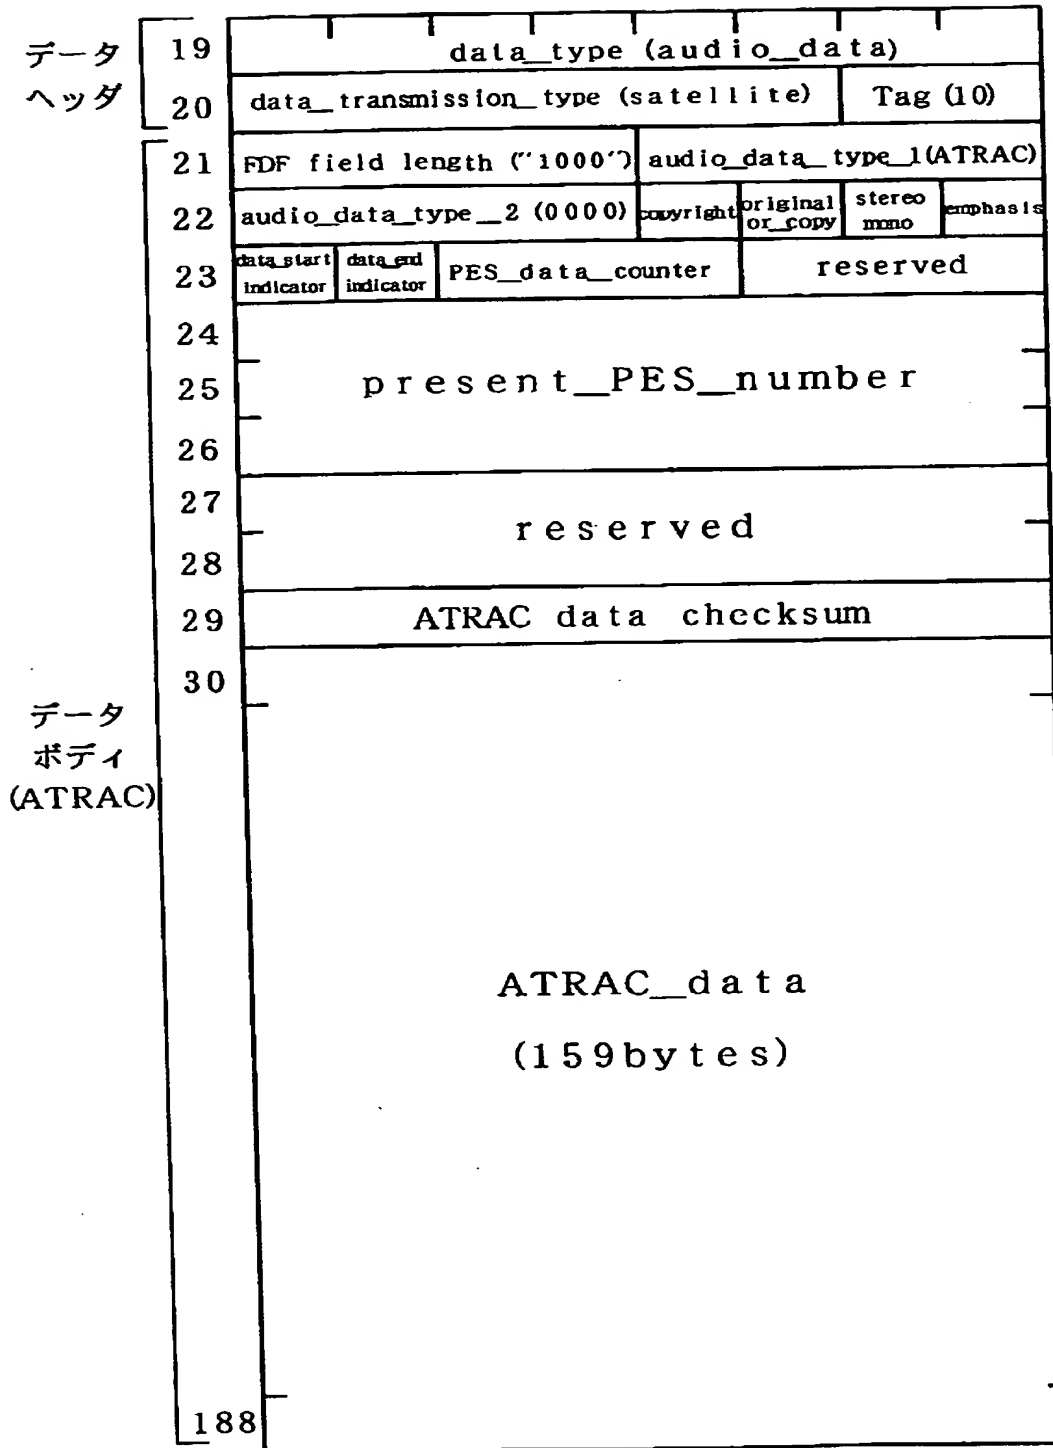 データ
ヘッダ
19 data_type (audio_data)
20 data_transmission_type (satellite) Tag (10)
21 FDF field length ("1000") audio_data_type_1(ATRAC)
22 audio_data_type_2 (0000) copyright original or_copy stereo mono emphasis
23 data_start indicator data_end indicator PES_data_counter reserved
24
25 present_PES_number
26
27
reserved
28
29 ATRAC data checksum
30
データ
ボディ
(ATRAC)
ATRAC_data
(159bytes)
188